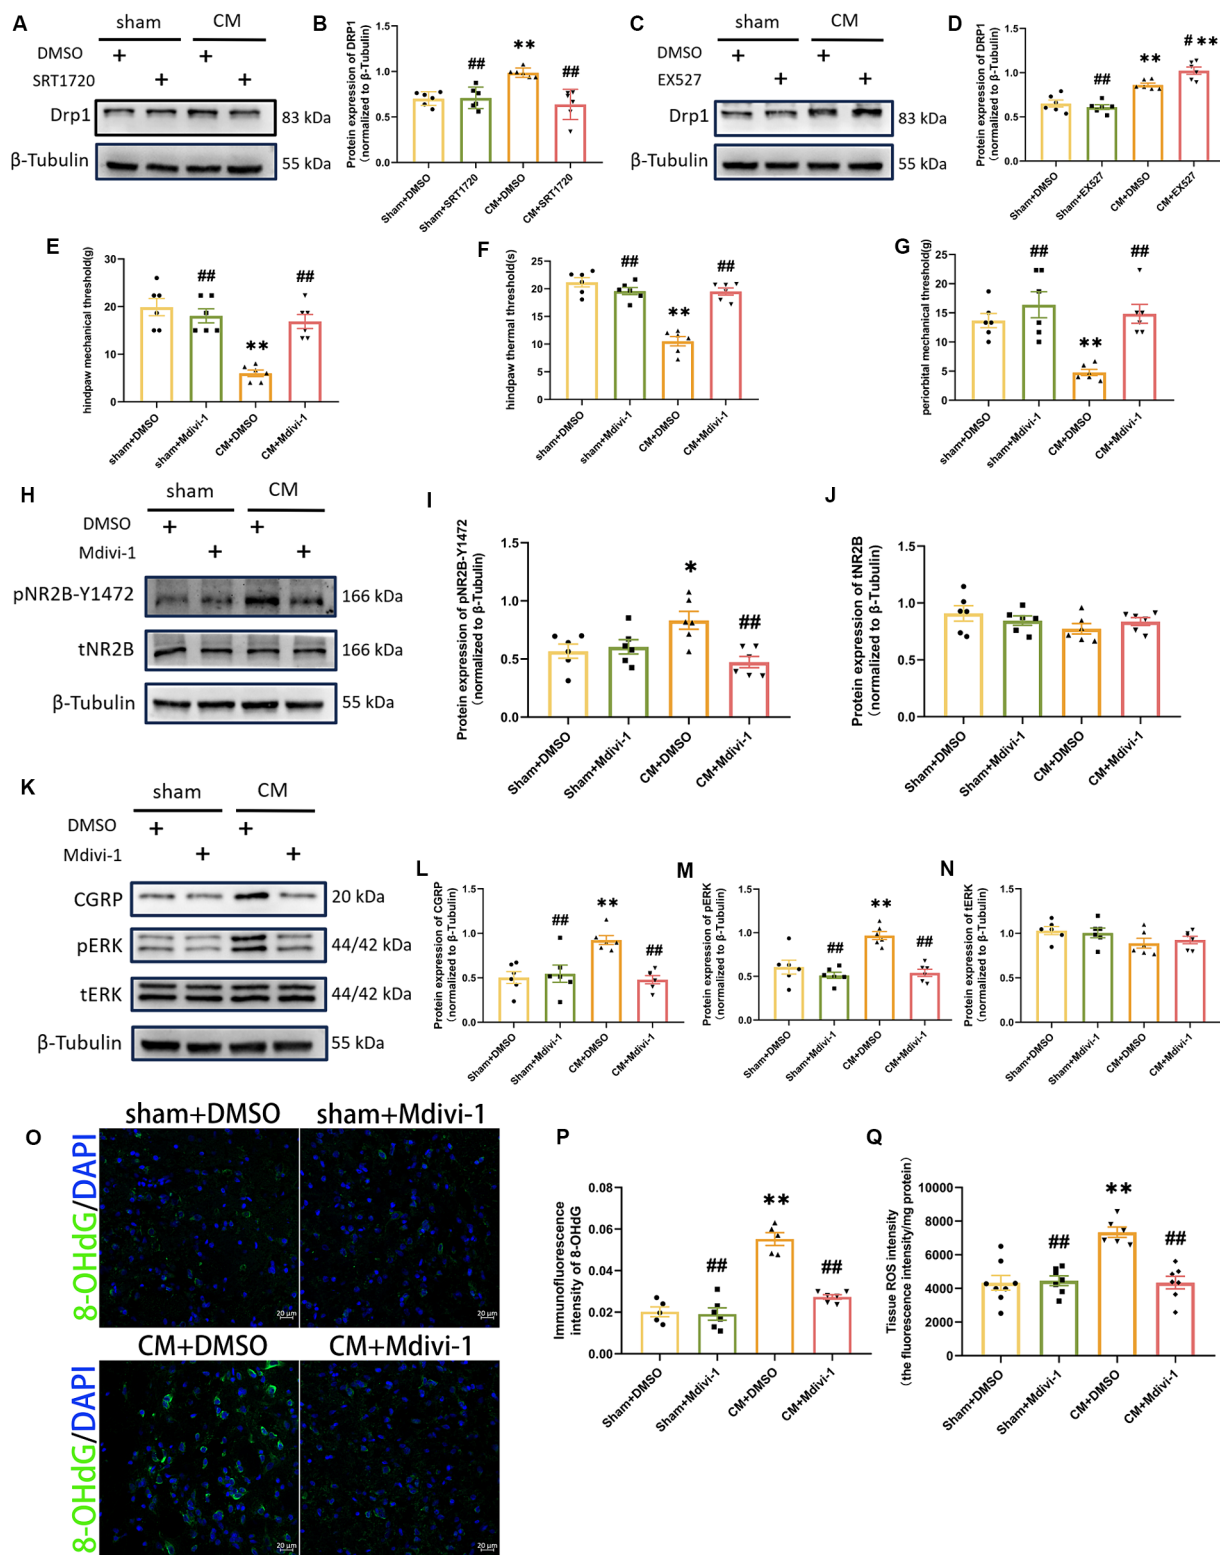 A
sham CM
DMSO + +
SRT1720 + +
Drp1 83 kDa
β-Tubulin 55 kDa
B
Protein expression of DRP1
(normalized to β-Tubulin)
1.5
1.0
0.5
0.0
## ** ##
Sham+DMSO
Sham+SRT1720
CM+DMSO
CM+SRT1720
C
sham CM
DMSO + +
EX527 + +
Drp1 83 kDa
β-Tubulin 55 kDa
D
Protein expression of DRP1
(normalized to β-Tubulin)
1.5
1.0
0.5
0.0
## ** # **
Sham+DMSO
Sham+EX527
CM+DMSO
CM+EX527
E
hindpaw mechanical threshold(g)
30
20
10
0
## ** ##
sham+DMSO
sham+Mdivi-1
CM+DMSO
CM+Mdivi-1
F
hindpaw thermal threshold(s)
25
20
15
10
5
0
## ** ##
sham+DMSO
sham+Mdivi-1
CM+DMSO
CM+Mdivi-1
G
periorbital mechanical threshold(g)
25
20
15
10
5
0
## ** ##
sham+DMSO
sham+Mdivi-1
CM+DMSO
CM+Mdivi-1
H
sham CM
DMSO + +
Mdivi-1 + +
pNR2B-Y1472 166 kDa
tNR2B 166 kDa
β-Tubulin 55 kDa
I
Protein expression of pNR2B-Y1472
(normalized to β-Tubulin)
1.5
1.0
0.5
0.0
* ##
Sham+DMSO
Sham+Mdivi-1
CM+DMSO
CM+Mdivi-1
J
Protein expression of tNR2B
(normalized to β-Tubulin)
1.5
1.0
0.5
0.0
Sham+DMSO
Sham+Mdivi-1
CM+DMSO
CM+Mdivi-1
K
sham CM
DMSO + +
Mdivi-1 + +
CGRP 20 kDa
pERK 44/42 kDa
tERK 44/42 kDa
β-Tubulin 55 kDa
L
Protein expression of CGRP
(normalized to β-Tubulin)
1.5
1.0
0.5
0.0
## ** ##
Sham+DMSO
Sham+Mdivi-1
CM+DMSO
CM+Mdivi-1
M
Protein expression of pERK
(normalized to β-Tubulin)
1.5
1.0
0.5
0.0
## ** ##
Sham+DMSO
Sham+Mdivi-1
CM+DMSO
CM+Mdivi-1
N
Protein expression of tERK
(normalized to β-Tubulin)
1.5
1.0
0.5
0.0
Sham+DMSO
Sham+Mdivi-1
CM+DMSO
CM+Mdivi-1
O
sham+DMSO sham+Mdivi-1
8-OHdG/DAPI
20 μm 20 μm
CM+DMSO CM+Mdivi-1
8-OHdG/DAPI
20 μm 20 μm
P
Immunofluorescence
intensity of 8-OHdG
0.08
0.06
0.04
0.02
0.00
## ** ##
Sham+DMSO
Sham+Mdivi-1
CM+DMSO
CM+Mdivi-1
Q
Tissue ROS intensity
(the fluorescence intensity/mg protein)
10000
8000
6000
4000
2000
0
## ** ##
Sham+DMSO
Sham+Mdivi-1
CM+DMSO
CM+Mdivi-1